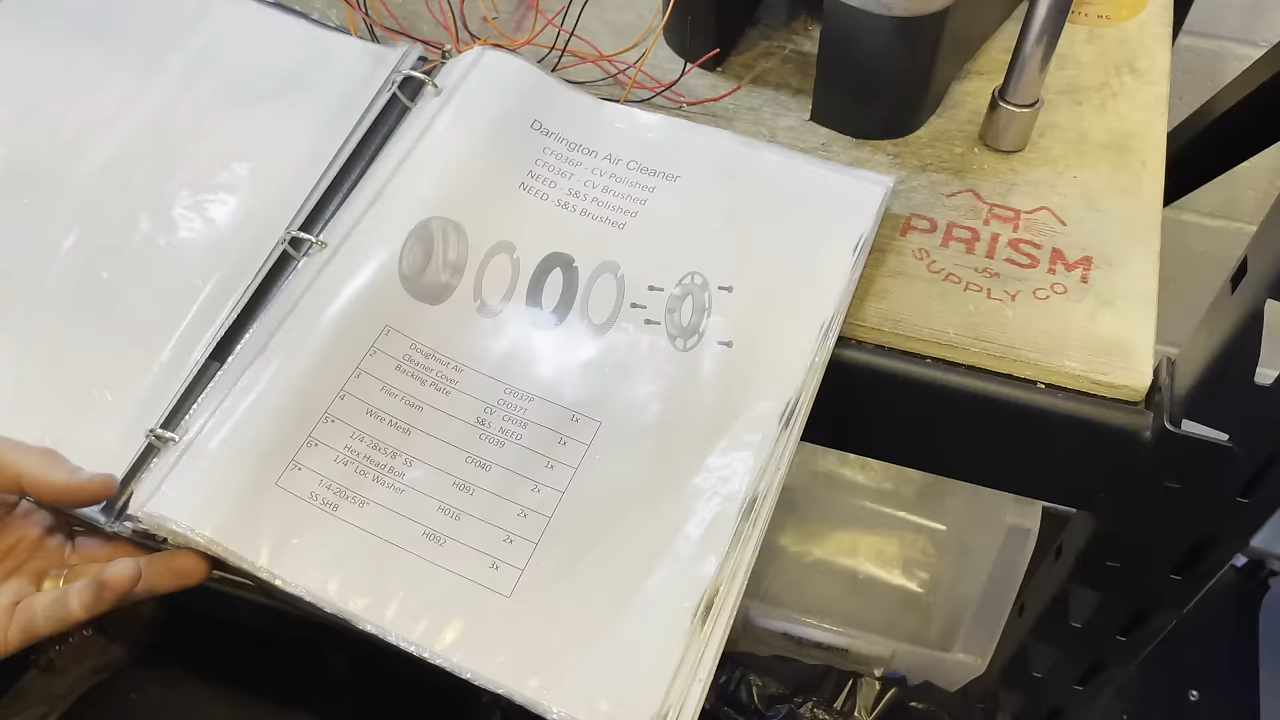 Darlington Air Cleaner
CF036P - CV Polished
CF036T - CV Brushed
NEED - S&S Polished
NEED -S&S Brushed
1 Doughnut Air Cleaner Cover CF037P CF037T 1x
2 Backing Plate CV - CF038 S&S - NEED 1x
3 Filer Foam CF039 1x
4 Wire Mesh CF040 2x
5* 1/4-28x5/8" SS Hex Head Bolt H091 2x
6* 1/4" Loc Washer H016 2x
7* 1/4-20x5/8" SS SHB H092 3x
PRISM
USA
SUPPLY CO